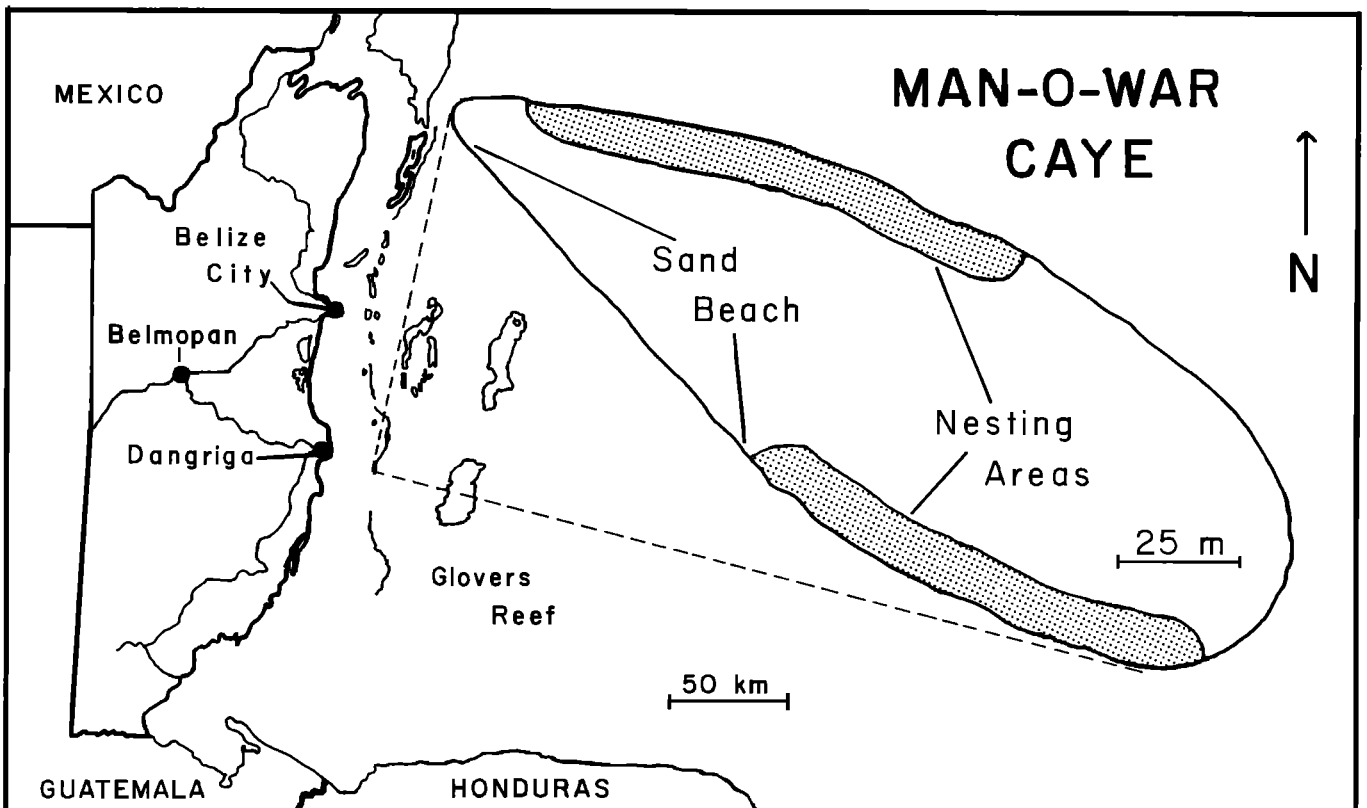 MEXICO
MAN-O-WAR
CAYE
N
Belize
City
Belmopan
Dangriga
Sand
Beach
Nesting
Areas
25 m
Glovers
Reef
50 km
GUATEMALA
HONDURAS